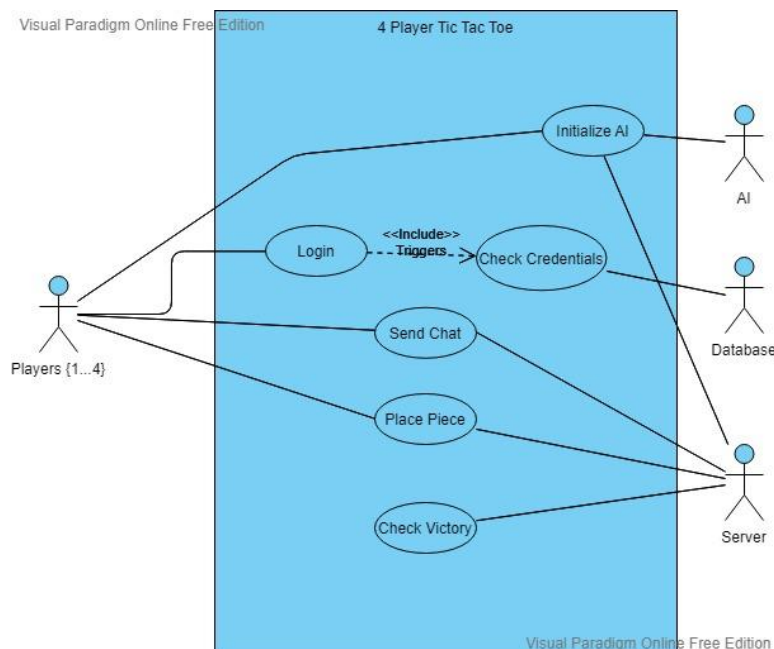 Visual Paradigm Online Free Edition
4 Player Tic Tac Toe
Initialize AI
AI
<<Include>>
Triggers
Login
Check Credentials
Database
Players {1...4}
Send Chat
Place Piece
Check Victory
Server
Visual Paradigm Online Free Edition